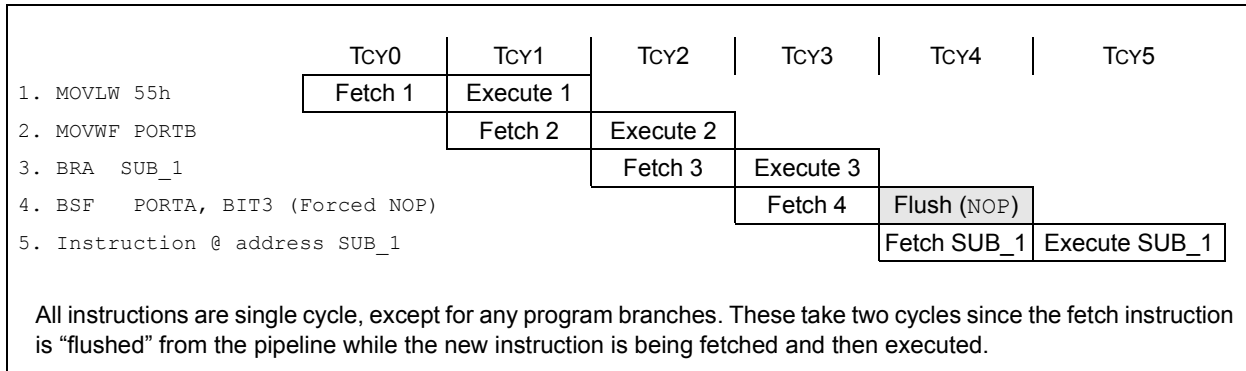 TCY0 TCY1 TCY2 TCY3 TCY4 TCY5
1. MOVLW 55h Fetch 1 Execute 1
2. MOVWF PORTB Fetch 2 Execute 2
3. BRA SUB_1 Fetch 3 Execute 3
4. BSF PORTA, BIT3 (Forced NOP) Fetch 4 Flush (NOP)
5. Instruction @ address SUB_1 Fetch SUB_1 Execute SUB_1
All instructions are single cycle, except for any program branches. These take two cycles since the fetch instruction
is “flushed” from the pipeline while the new instruction is being fetched and then executed.